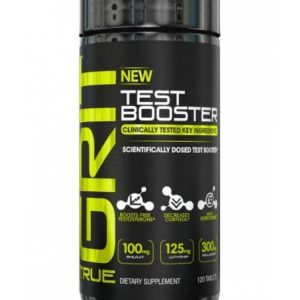 TRUE GRIT
NEW
TEST
BOOSTER
CLINICALLY TESTED KEY INGREDIENTS
SCIENTIFICALLY DOSED TEST BOOSTER
BOOSTS FREE
TESTOSTERONE*
DECREASES
CORTISOL*
100mg
125mg
300mg
DIETARY SUPPLEMENT
120 TABLETS